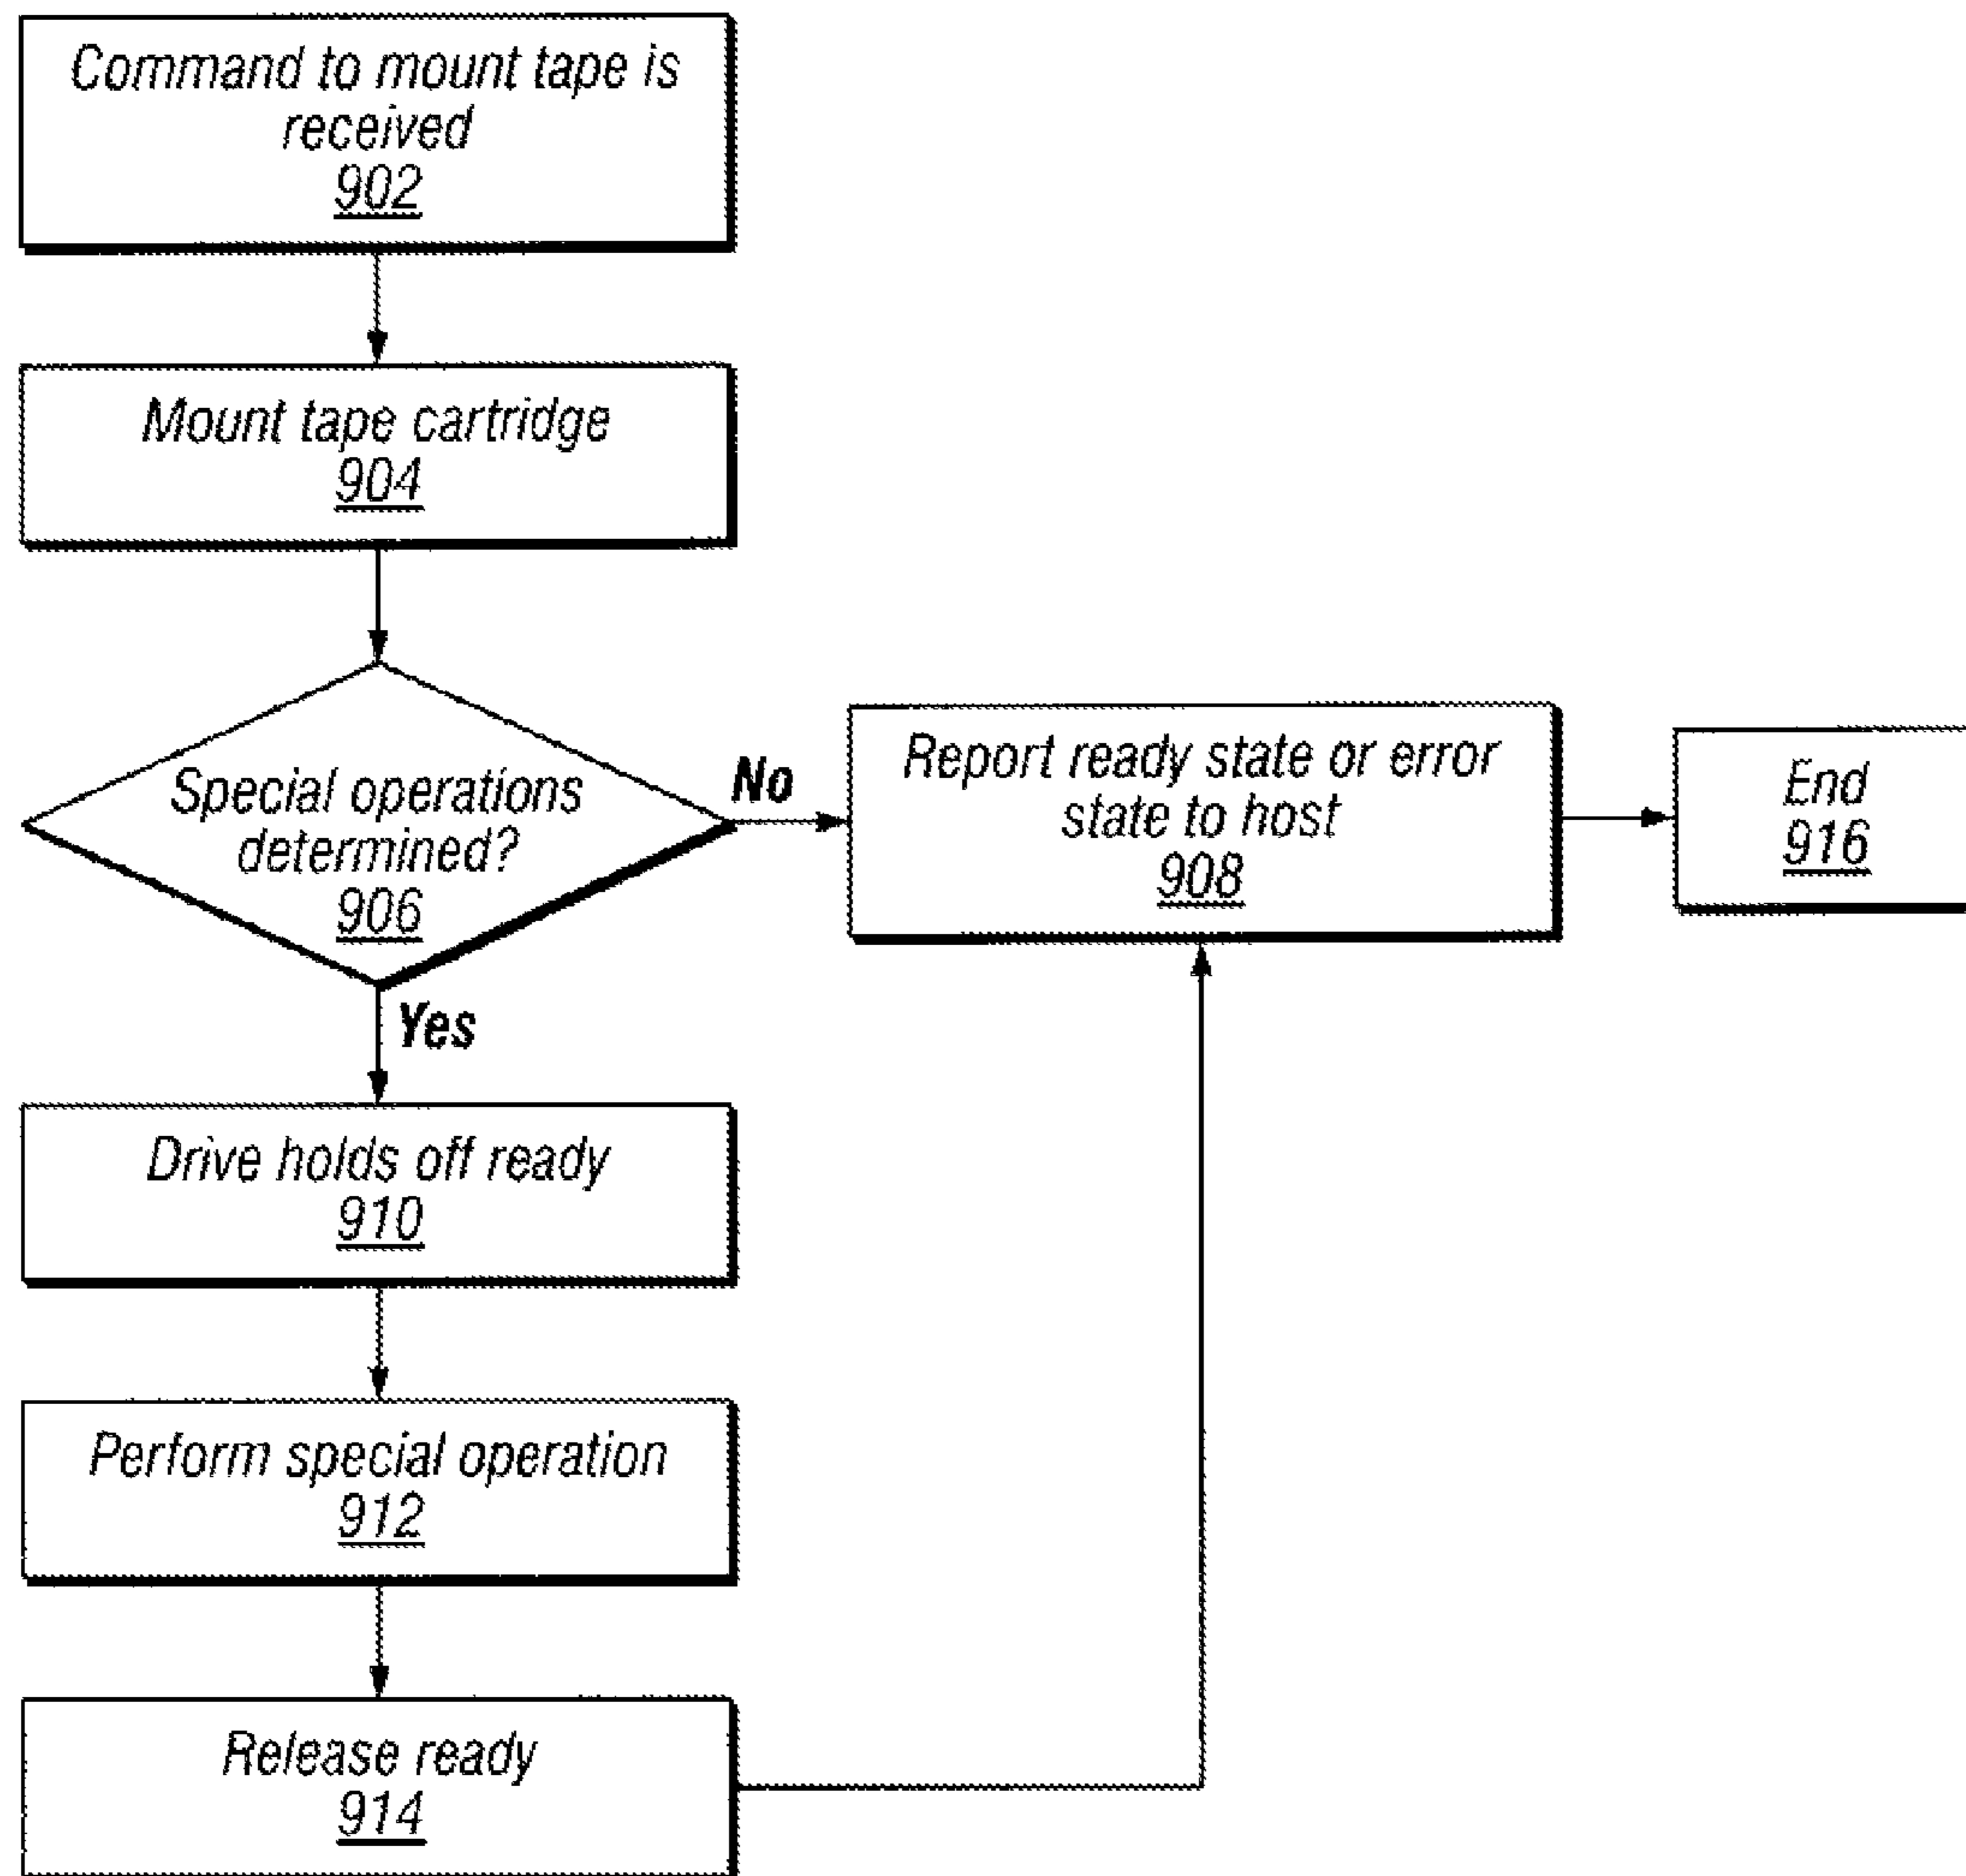 Command to mount tape is
received
902
Mount tape cartridge
904
Special operations
determined?
906
No
Report ready state or error
state to host
908
End
916
Yes
Drive holds off ready
910
Perform special operation
912
Release ready
914